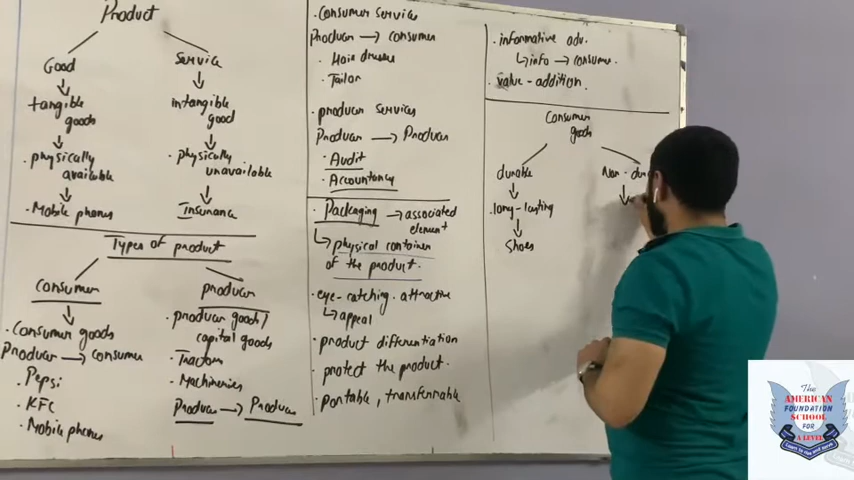 Product
Good
Service
tangible
goods
intangible
good
. physically
available
. physically
unavailable
. Mobile phones
Insurance
Types of product
Consumer
producer
. Consumer goods
Producer → consumer
. Pepsi
. KFC
. Mobile phones
. producer goods/
capital goods
. Tractors
. Machineries
Producer → Producer
. Consumer Services
Producer → consumer
. Hair dresser
. Tailor
. producer services
Producer → Producer
. Audit
. Accountancy
. Packaging → associated
element
physical container
of the product.
. eye-catching. attractive
appeal
. product differentiation
. protect the product.
. portable, transferrable
. informative adv.
info → consumer.
. value-addition.
Consumer
goods
durable
Non-dur
. long-lasting
Shoes
The
AMERICAN
FOUNDATION
SCHOOL
FOR
A LEVEL